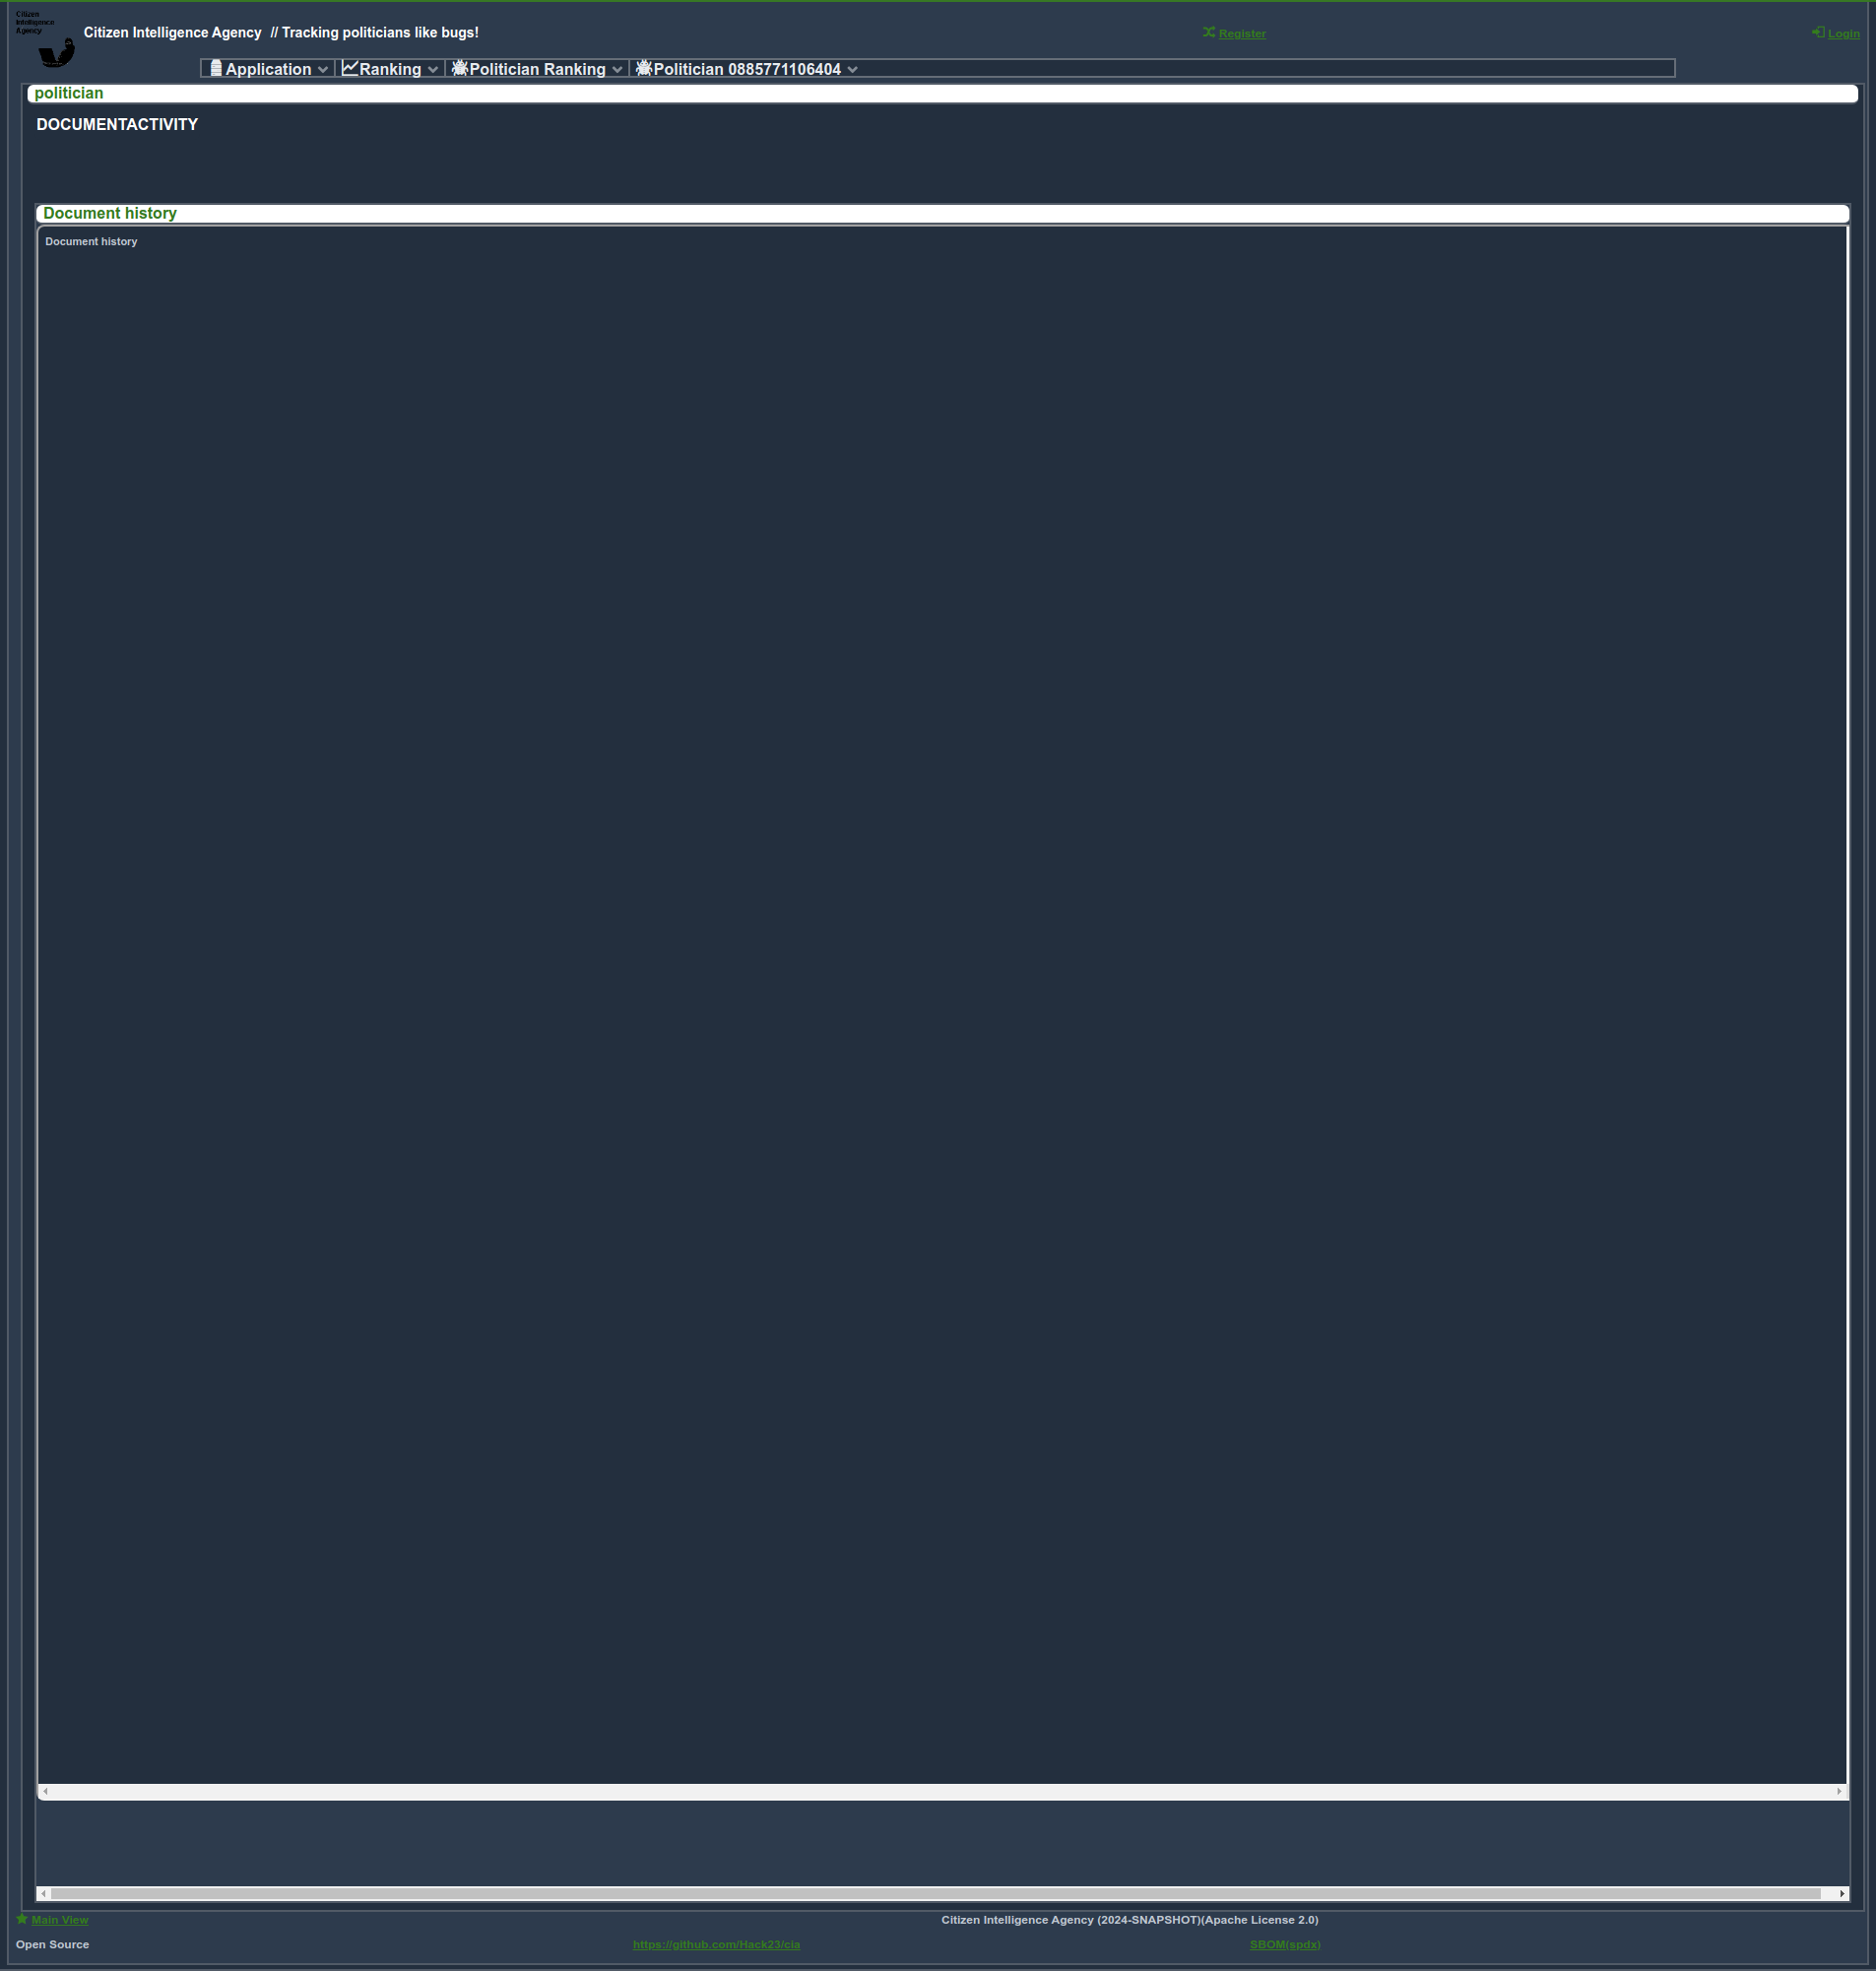 Citizen
Intelligence
Agency
Citizen Intelligence Agency // Tracking politicians like bugs!
Register
Login
Application
Ranking
Politician Ranking
Politician 0885771106404
politician
DOCUMENTACTIVITY
Document history
Document history
Main View
Citizen Intelligence Agency (2024-SNAPSHOT)(Apache License 2.0)
Open Source
https://github.com/Hack23/cia
SBOM(spdx)